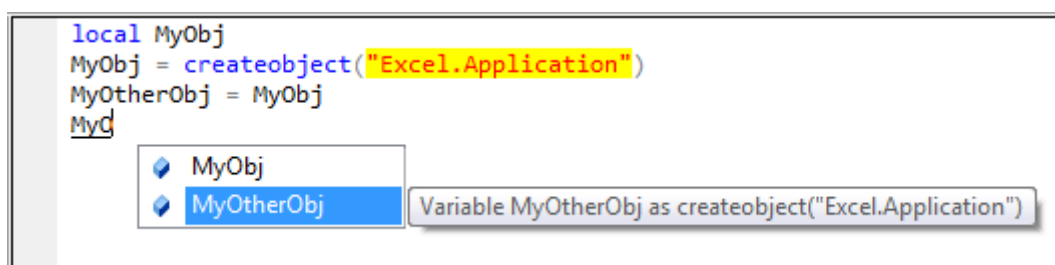 local MyObj
MyObj = createobject("Excel.Application")
MyOtherObj = MyObj
MyO
MyObj
MyOtherObj Variable MyOtherObj as createobject("Excel.Application")